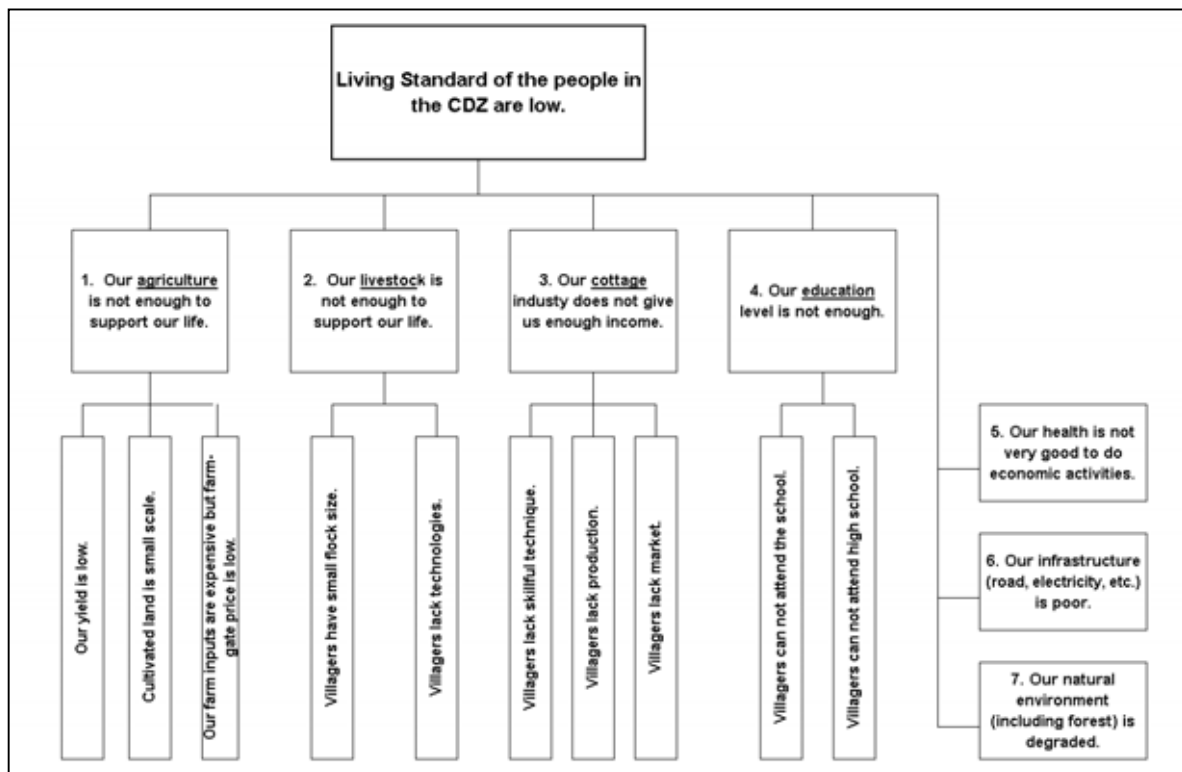 Living Standard of the people in
the CDZ are low.
1. Our agriculture
is not enough to
support our life.
2. Our livestock is
not enough to
support our life.
3. Our cottage
industy does not give
us enough income.
4. Our education
level is not enough.
Our yield is low.
Cultivated land is small scale.
Our farm inputs are expensive but farm-
gate price is low.
Villagers have small flock size.
Villagers lack technologies.
Villagers lack skillful technique.
Villagers lack production.
Villagers lack market.
Villagers can not attend the school.
Villagers can not attend high school.
5. Our health is not
very good to do
economic activities.
6. Our infrastructure
(road, electricity, etc.)
is poor.
7. Our natural
environment
(including forest) is
degraded.